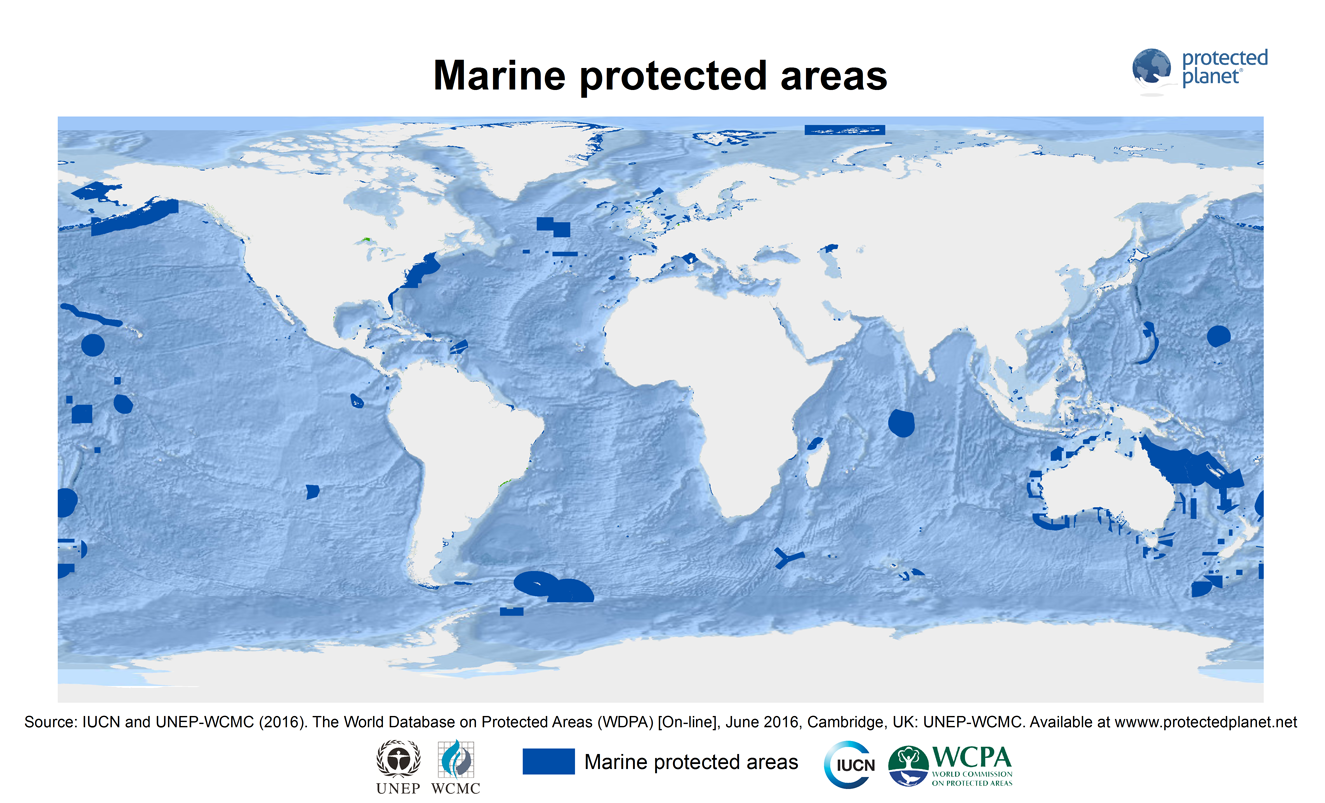 Marine protected areas
protected
planet®
Source: IUCN and UNEP-WCMC (2016). The World Database on Protected Areas (WDPA) [On-line], June 2016, Cambridge, UK: UNEP-WCMC. Available at wwww.protectedplanet.net
UNEP WCMC
Marine protected areas
IUCN
WCPA
WORLD COMMISSION
ON PROTECTED AREAS